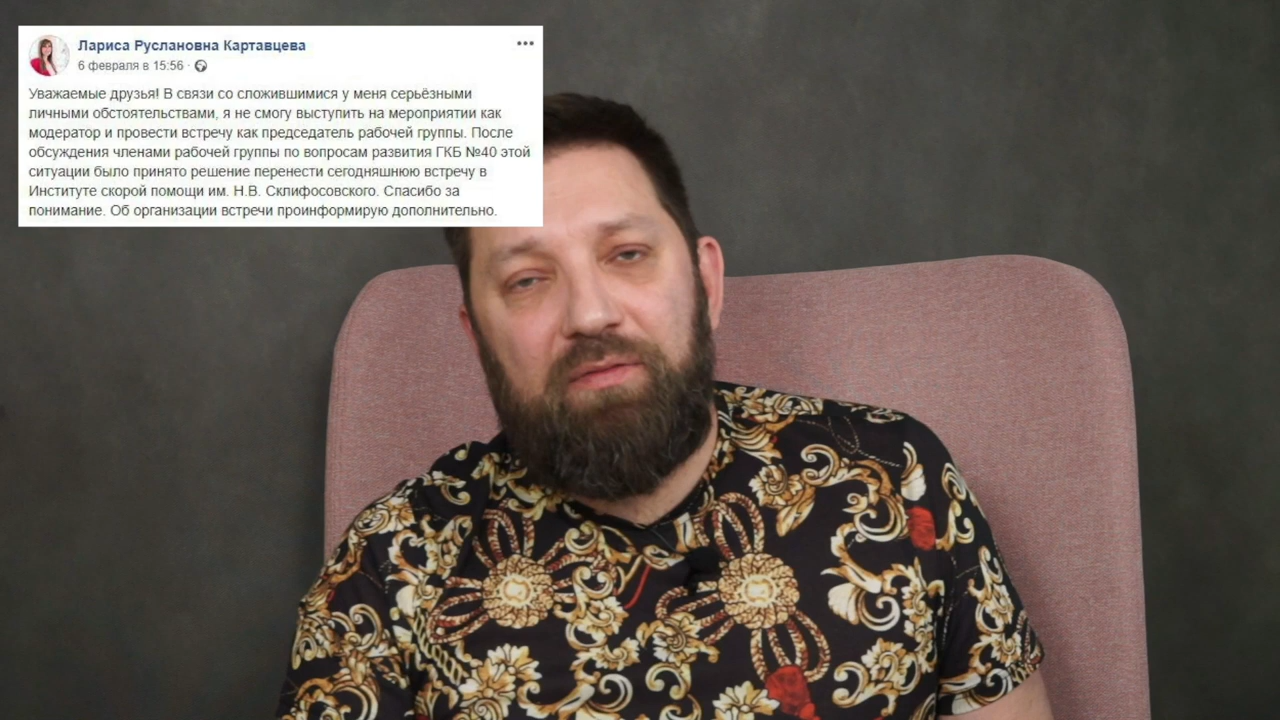 Лариса Руслановна Картавцева
6 февраля в 15:56 ·
Уважаемые друзья! В связи со сложившимися у меня серьёзными
личными обстоятельствами, я не смогу выступить на мероприятии как
модератор и провести встречу как председатель рабочей группы. После
обсуждения членами рабочей группы по вопросам развития ГКБ №40 этой
ситуации было принято решение перенести сегодняшнюю встречу в
Институте скорой помощи им. Н.В. Склифосовского. Спасибо за
понимание. Об организации встречи проинформирую дополнительно.